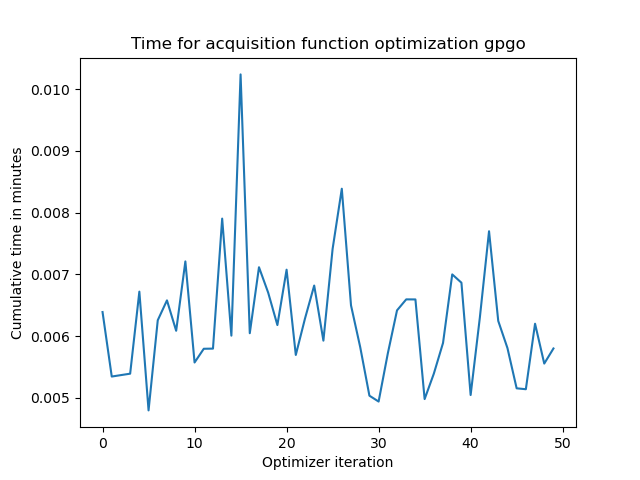 Time for acquisition function optimization gpgo
0.010
0.009
0.008
0.007
0.006
0.005
Cumulative time in minutes
0 10 20 30 40 50
Optimizer iteration